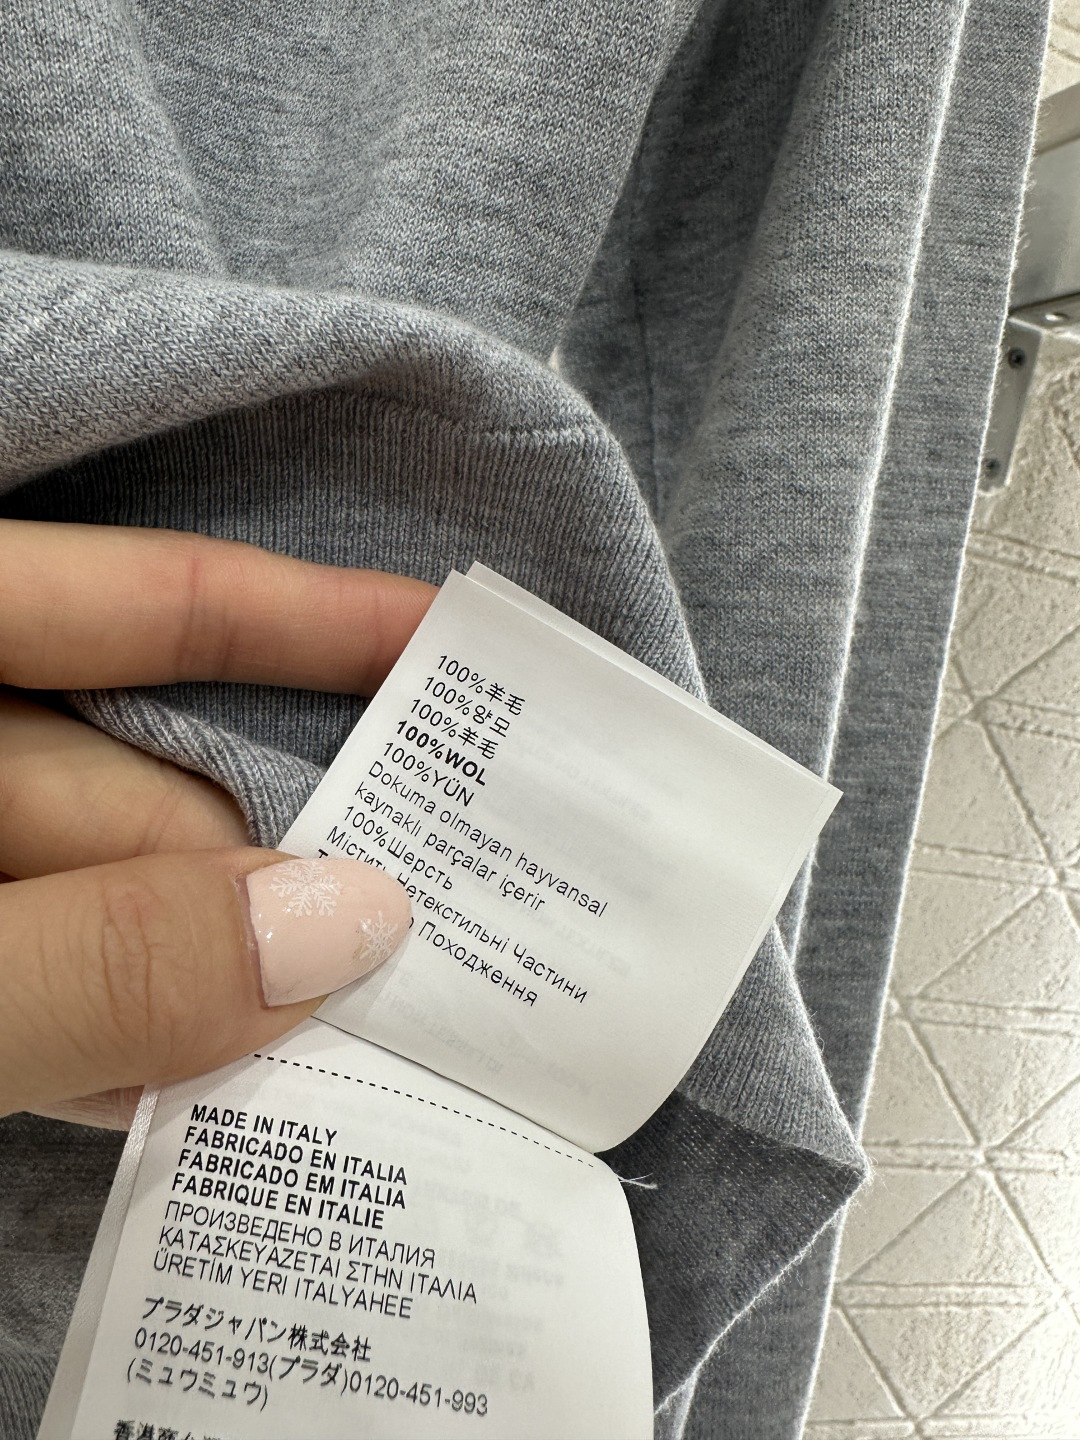 100%羊毛
100%양모
100%羊毛
100%WOL
100%YÜN
Dokuma olmayan hayvansal
kaynaklı parçalar içerir
100%Шерсть
Містить Нетекстильні Частини
Походження
MADE IN ITALY
FABRICADO EN ITALIA
FABRICADO EM ITALIA
FABRIQUE EN ITALIE
ПРОИЗВЕДЕНО В ИТАЛИЯ
ΚΑΤΑΣΚΕΥΑΖΕΤΑΙ ΣΤΗΝ ΙΤΑΛΙΑ
ÜRETİM YERI ITALYAHEE
プラダジャパン株式会社
0120-451-913(プラダ)0120-451-993
(ミュウミュウ)